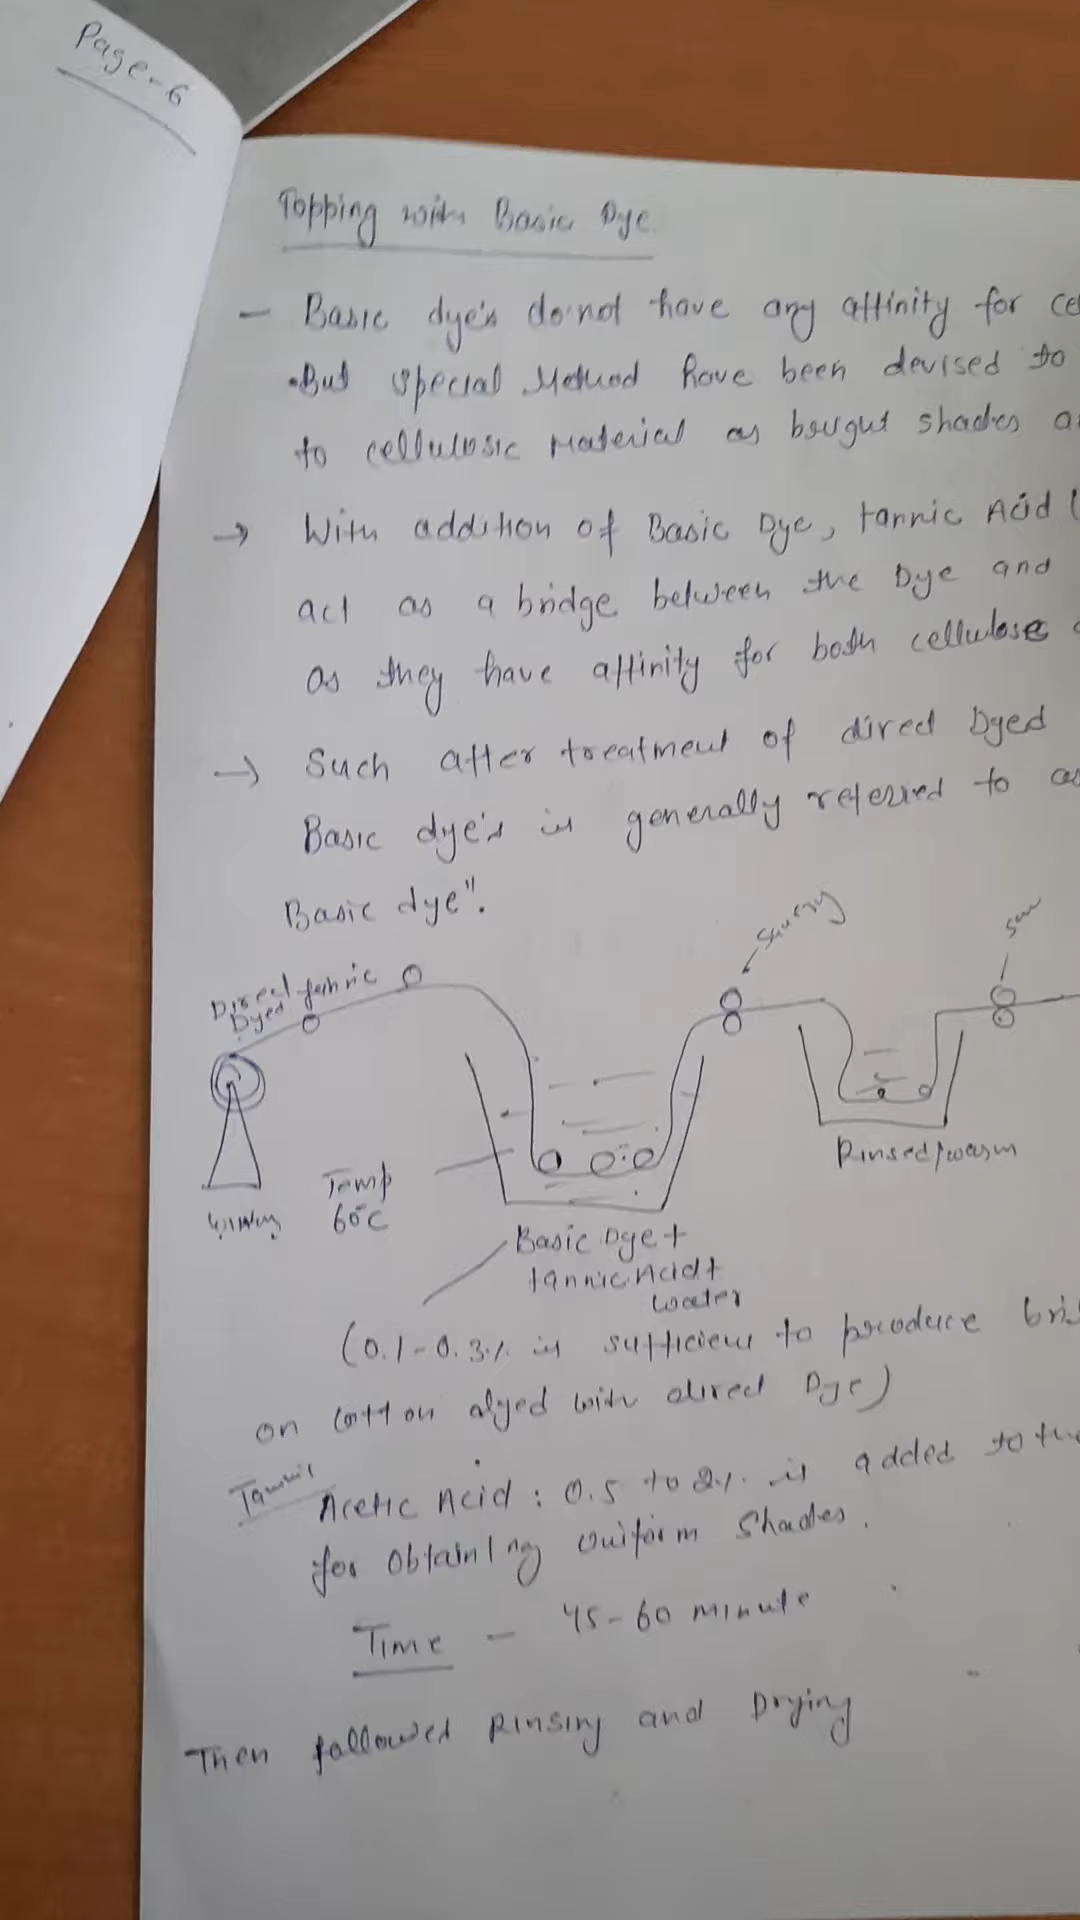 Page-6
Topping with Basic Dye
- Basic dye's do not have any affinity for ce
But special Method have been devised to
to cellulosic Material as bougut shades a
→ With addition of Basic Dye, tannic Acid (
act as a bridge between the Dye and
as they have affinity for both cellulose
→ Such after treatment of direct Dyed
Basic dye's is generally referred to as
Basic dye".
Direct fabric
Dyed
Temp
60°C
Rinsed/warm
Basic Dye +
tannic Acid +
water
(0.1-0.3% is sufficient to produce bri
on cotton dyed with direct Dye)
Tannic
Acetic Acid : 0.5 to 2% is added to the
for obtaining uniform shades.
Time - 45-60 minute
Then followed Rinsing and Drying